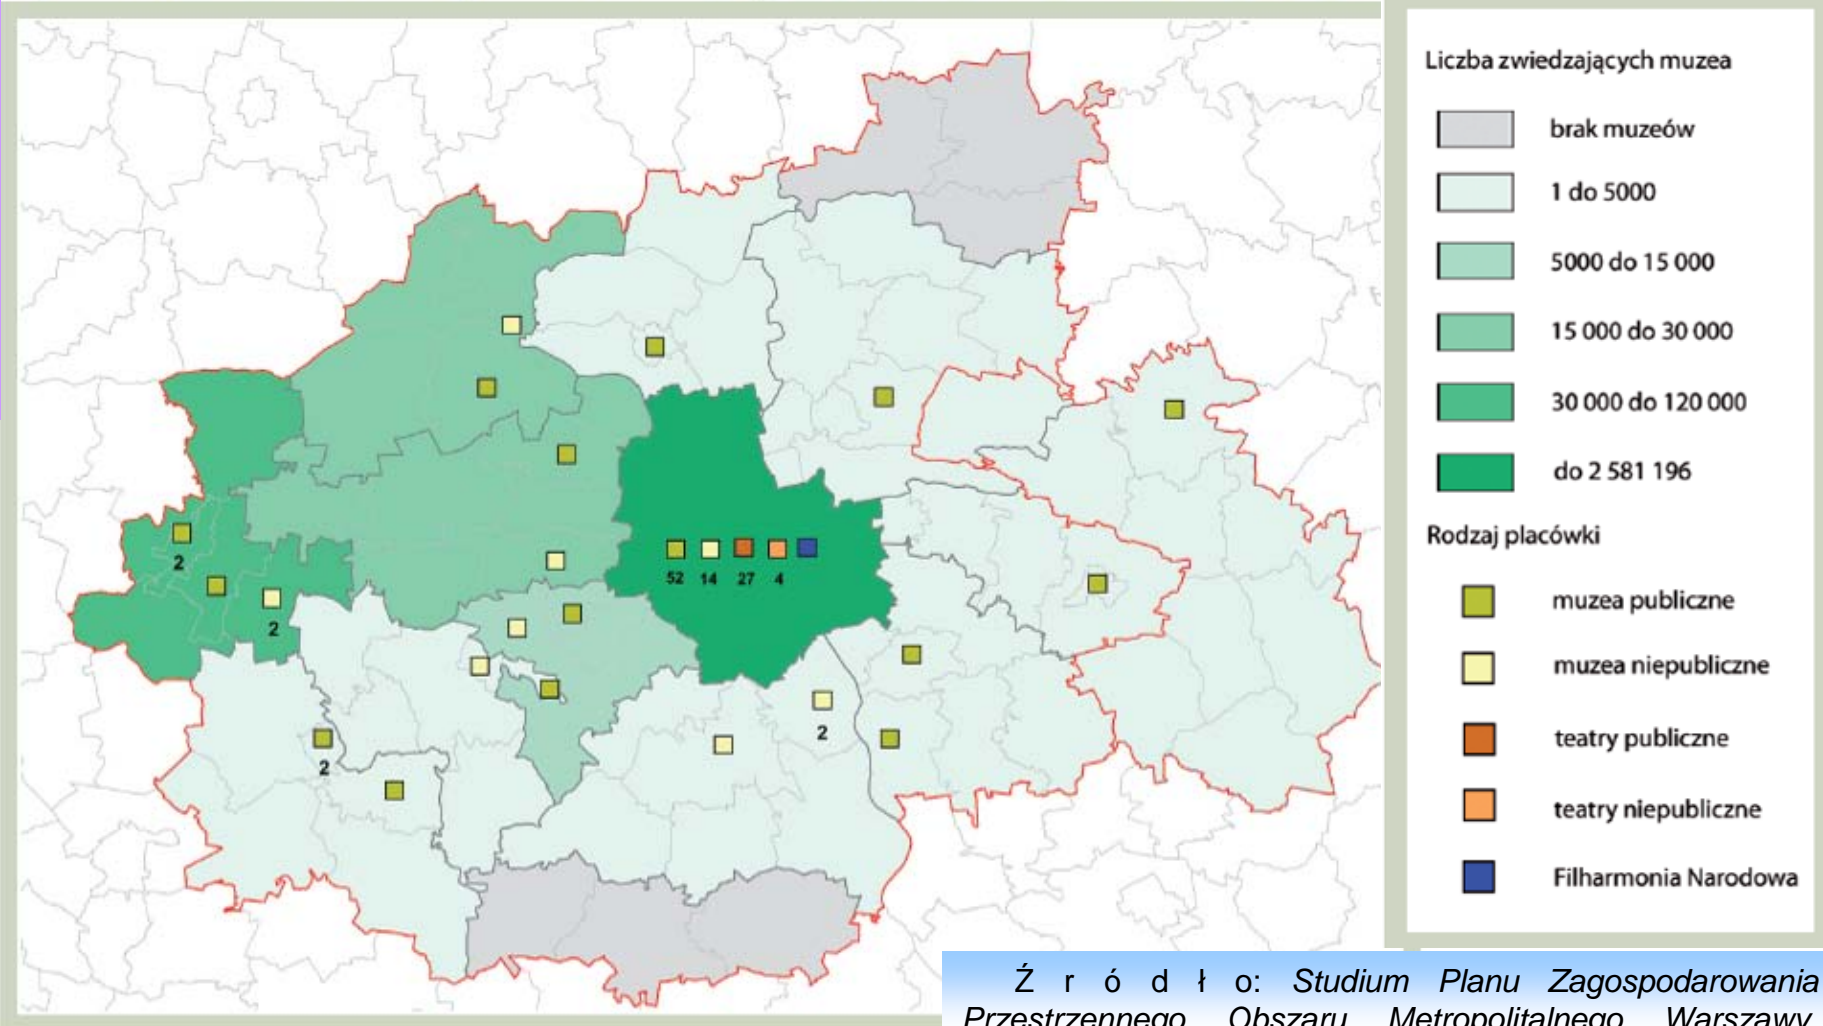 Liczba zwiedzających muzea
brak muzeów
1 do 5000
5000 do 15 000
15 000 do 30 000
30 000 do 120 000
do 2 581 196
Rodzaj placówki
muzea publiczne
muzea niepubliczne
teatry publiczne
teatry niepubliczne
Filharmonia Narodowa
2
2
52 14 27 4
2
2
Ź r ó d ł o: Studium Planu Zagospodarowania
Przestrzennego Obszaru Metropolitalnego Warszawy